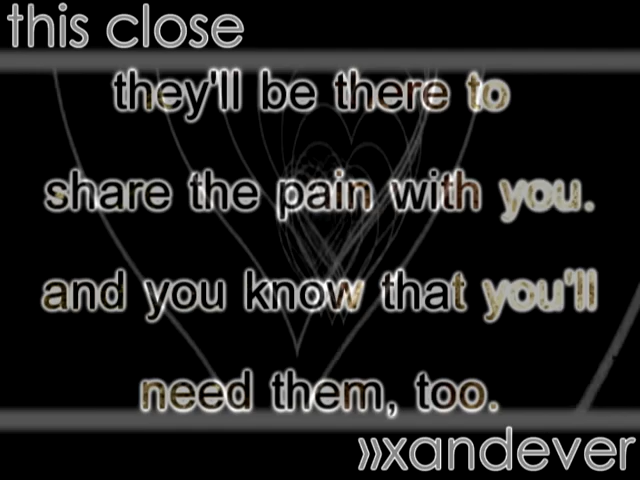 this close
they'll be there to
share the pain with you.
and you know that you'll
need them, too.
»xandever